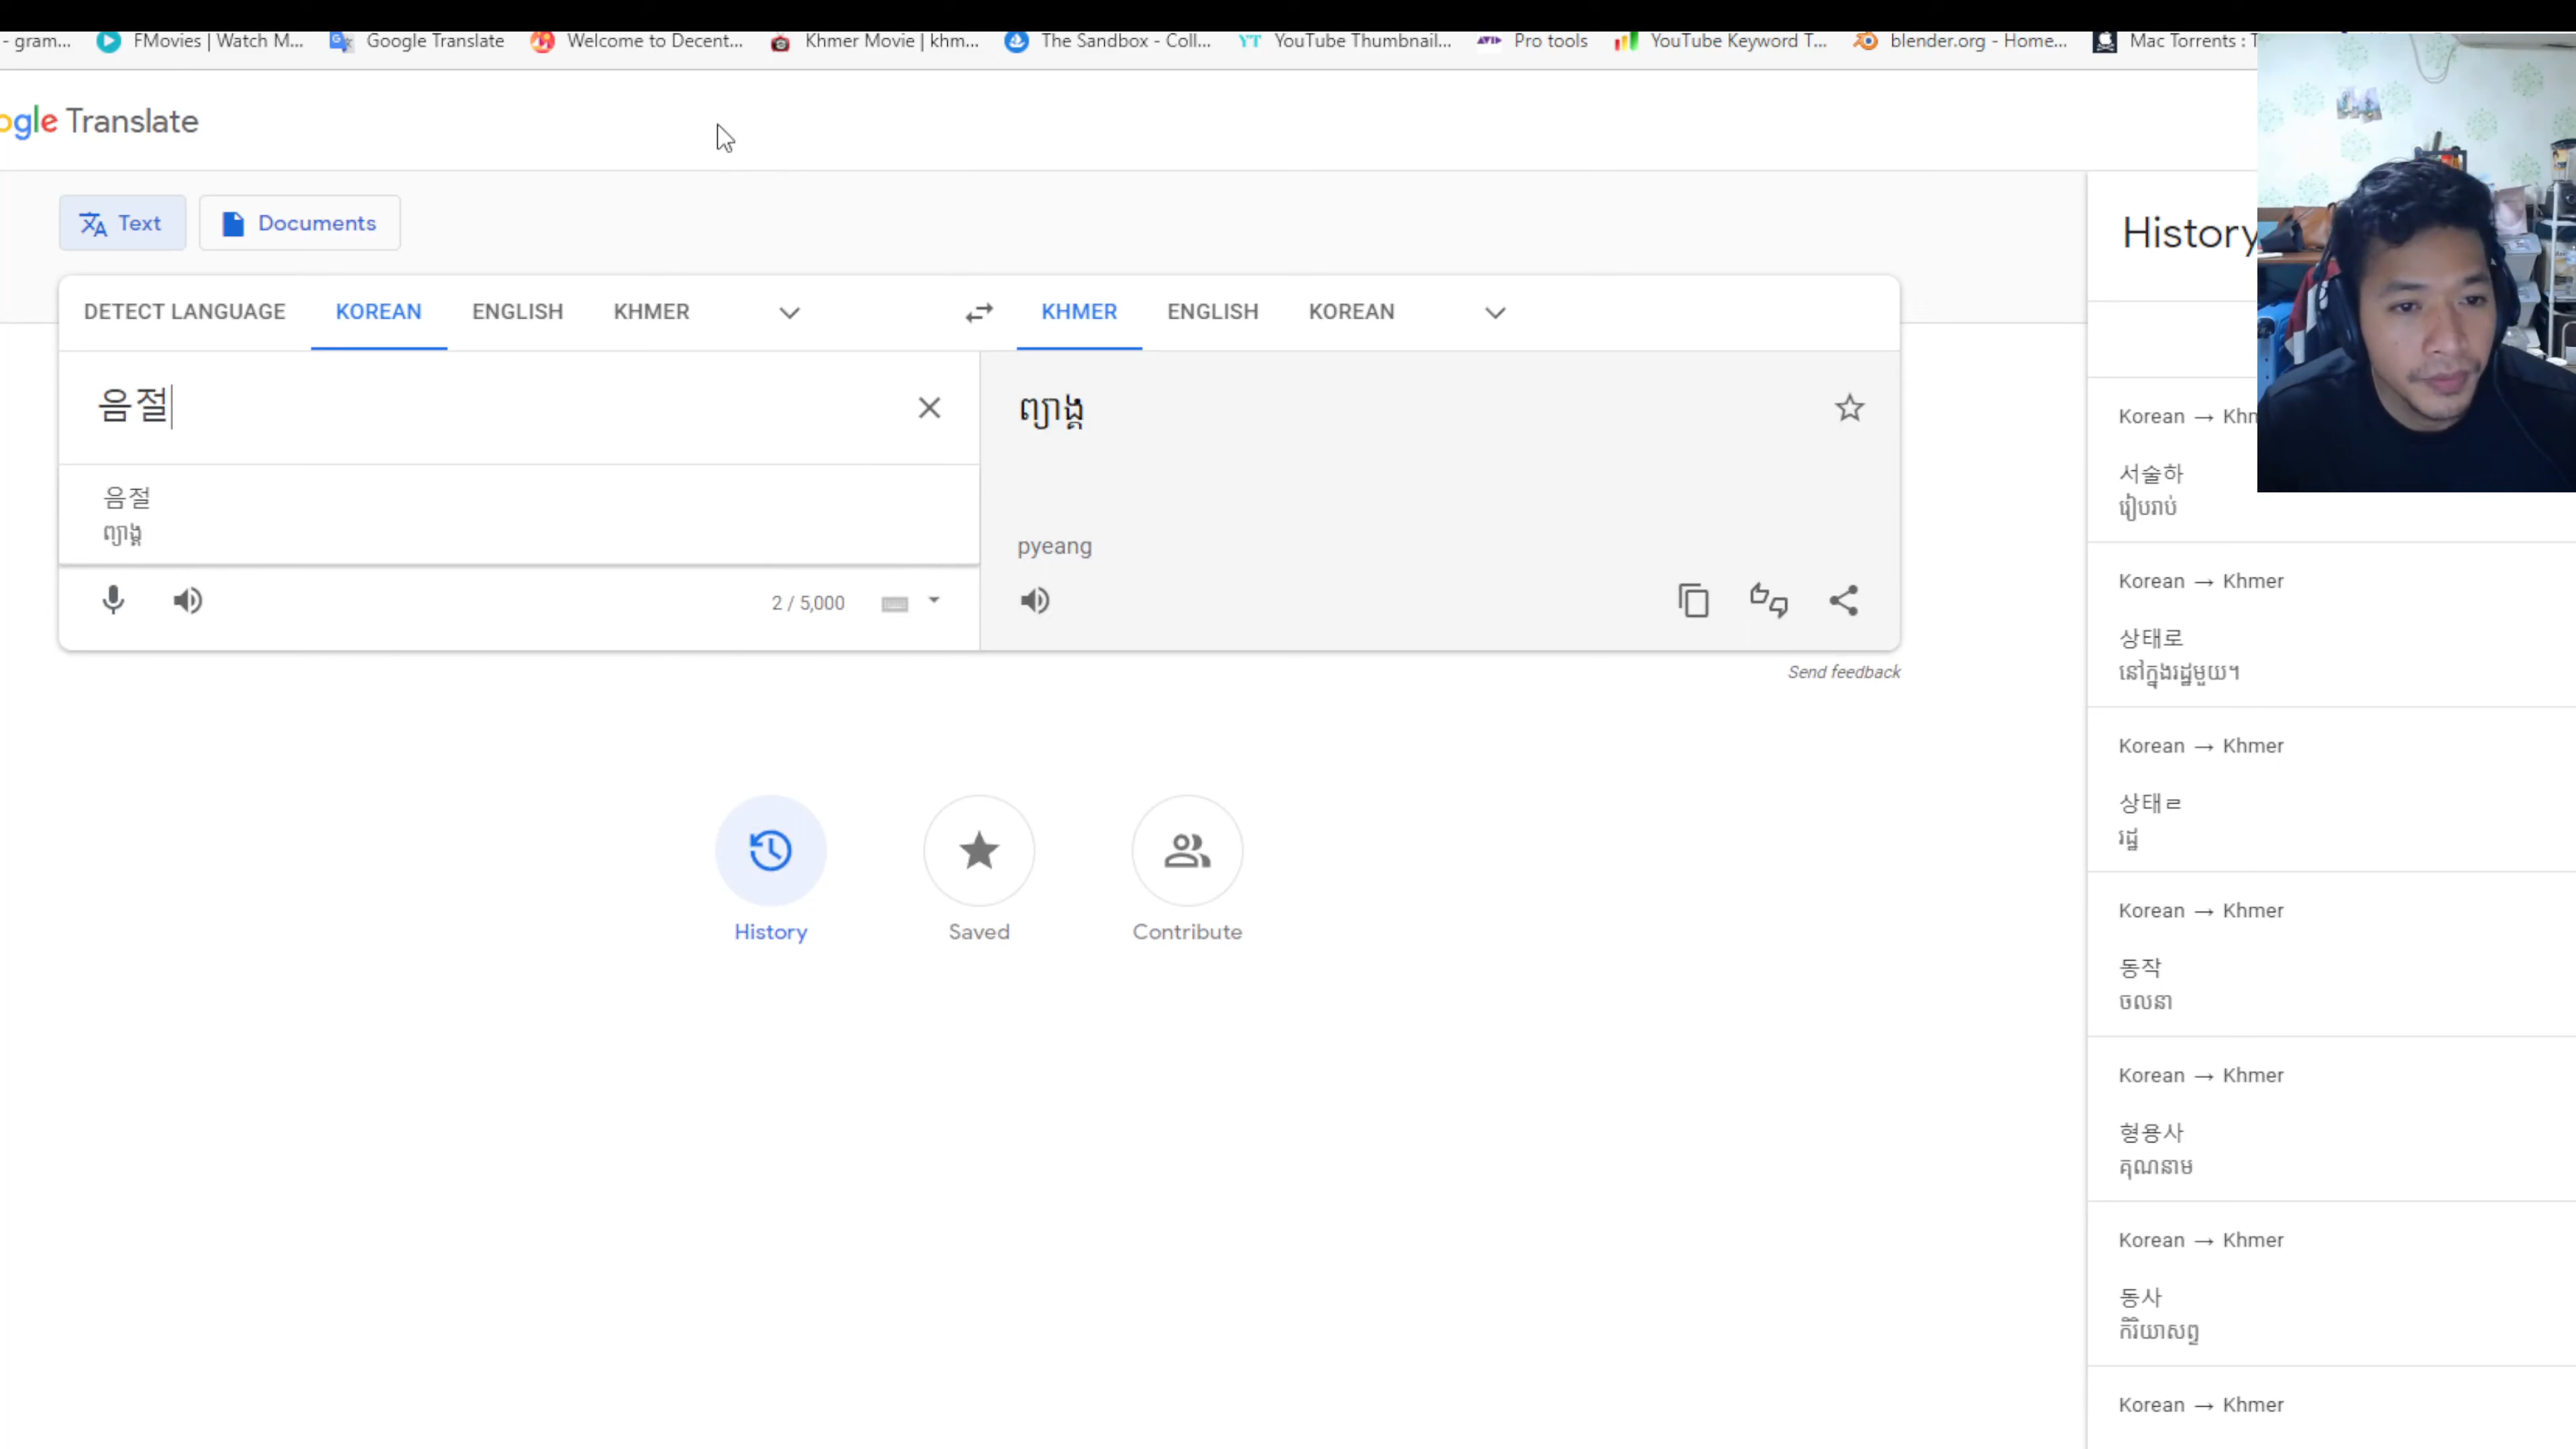 - gram...
FMovies | Watch M...
Google Translate
Welcome to Decent...
Khmer Movie | khm...
The Sandbox - Coll...
YT YouTube Thumbnail...
AVID Pro tools
YouTube Keyword T...
blender.org - Home...
Mac Torrents : T
ogle Translate
Text
Documents
DETECT LANGUAGE KOREAN ENGLISH KHMER
KHMER ENGLISH KOREAN
음절
음절
ព្យាង្គ
2 / 5,000
ព្យាង្គ
pyeang
Send feedback
History
Saved
Contribute
History
Korean → Khm
서술하
រៀបរាប់
Korean → Khmer
상태로
នៅក្នុងរដ្ឋមួយ។
Korean → Khmer
상태ㄹ
រដ្ឋ
Korean → Khmer
동작
ចលនា
Korean → Khmer
형용사
គុណនាម
Korean → Khmer
동사
កិរិយាសព្ទ
Korean → Khmer